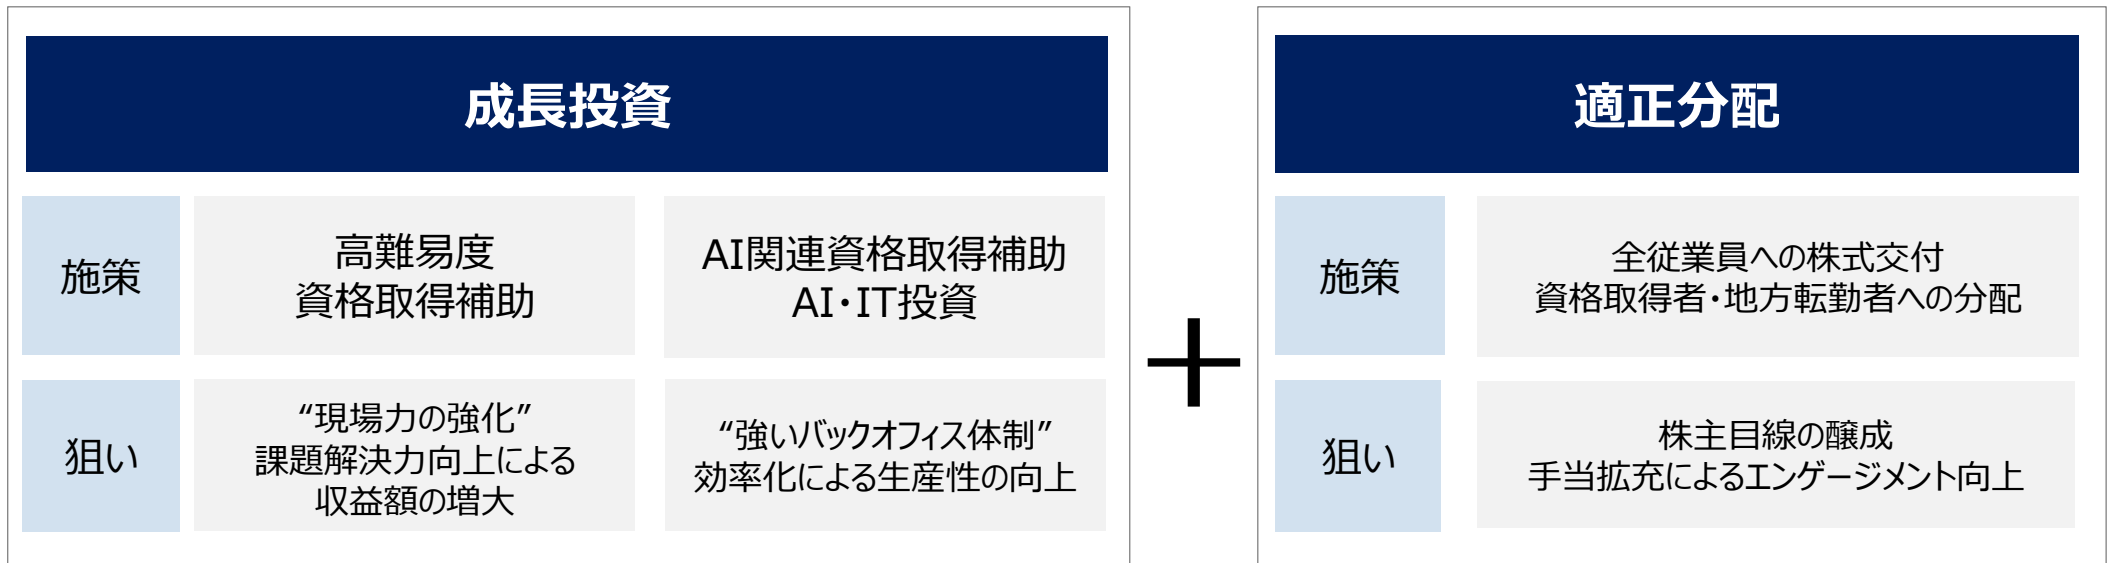 成長投資
施策
高難易度
資格取得補助
AI関連資格取得補助
AI・IT投資
狙い
“現場力の強化”
課題解決力向上による
収益額の増大
“強いバックオフィス体制”
効率化による生産性の向上
＋
適正分配
施策
全従業員への株式交付
資格取得者・地方転勤者への分配
狙い
株主目線の醸成
手当拡充によるエンゲージメント向上